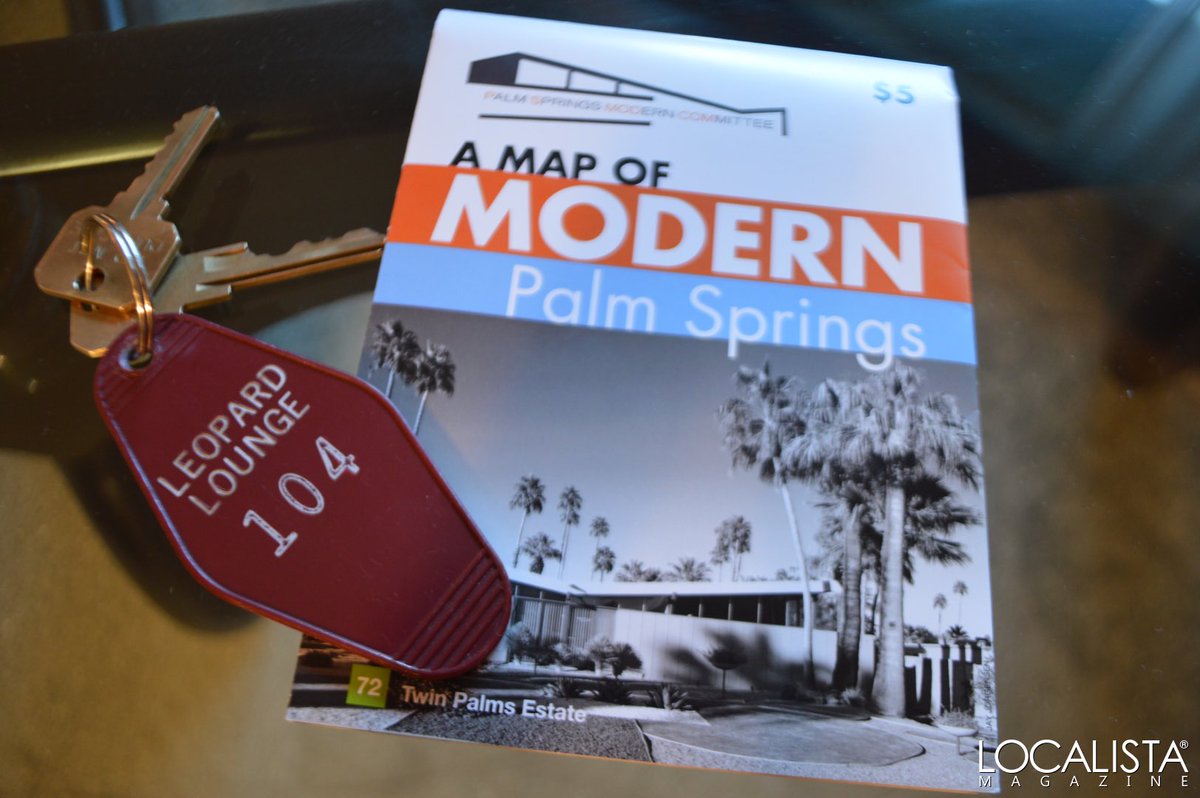 PALM SPRINGS MODERN COMMITTEE
$5
A MAP OF
MODERN
Palm Springs
LEOPARD
LOUNGE
104
72 Twin Palms Estate
LOCALISTA®
MAGAZINE